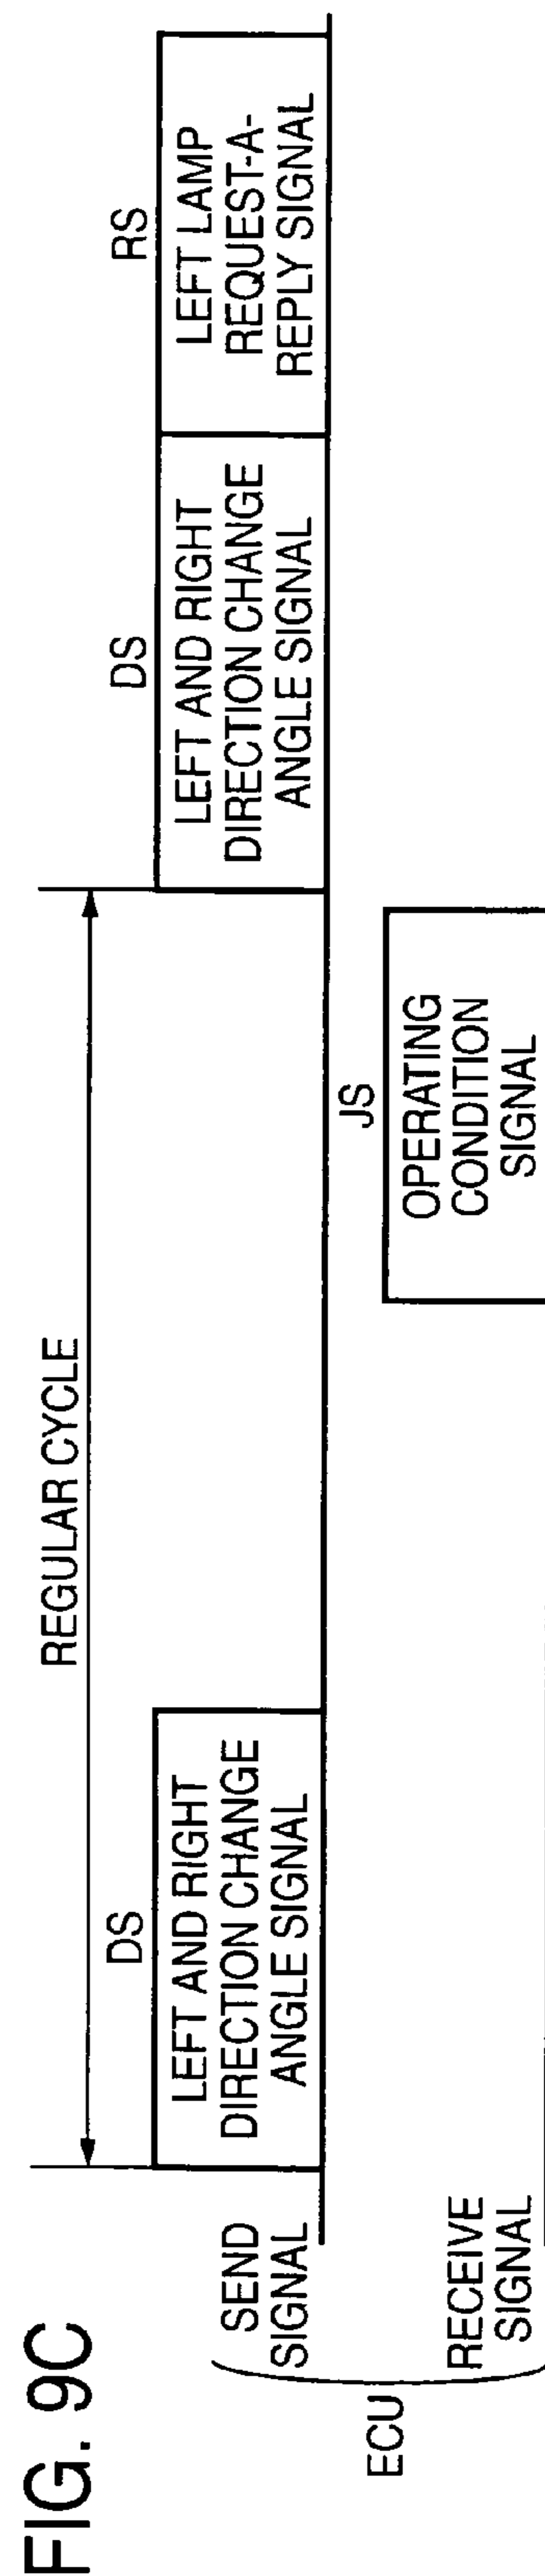 FIG. 9C
REGULAR CYCLE
DS
LEFT AND RIGHT
DIRECTION CHANGE
ANGLE SIGNAL
DS
LEFT AND RIGHT
DIRECTION CHANGE
ANGLE SIGNAL
RS
LEFT LAMP
REQUEST-A-
REPLY SIGNAL
SEND
SIGNAL
ECU
RECEIVE
SIGNAL
JS
OPERATING
CONDITION
SIGNAL